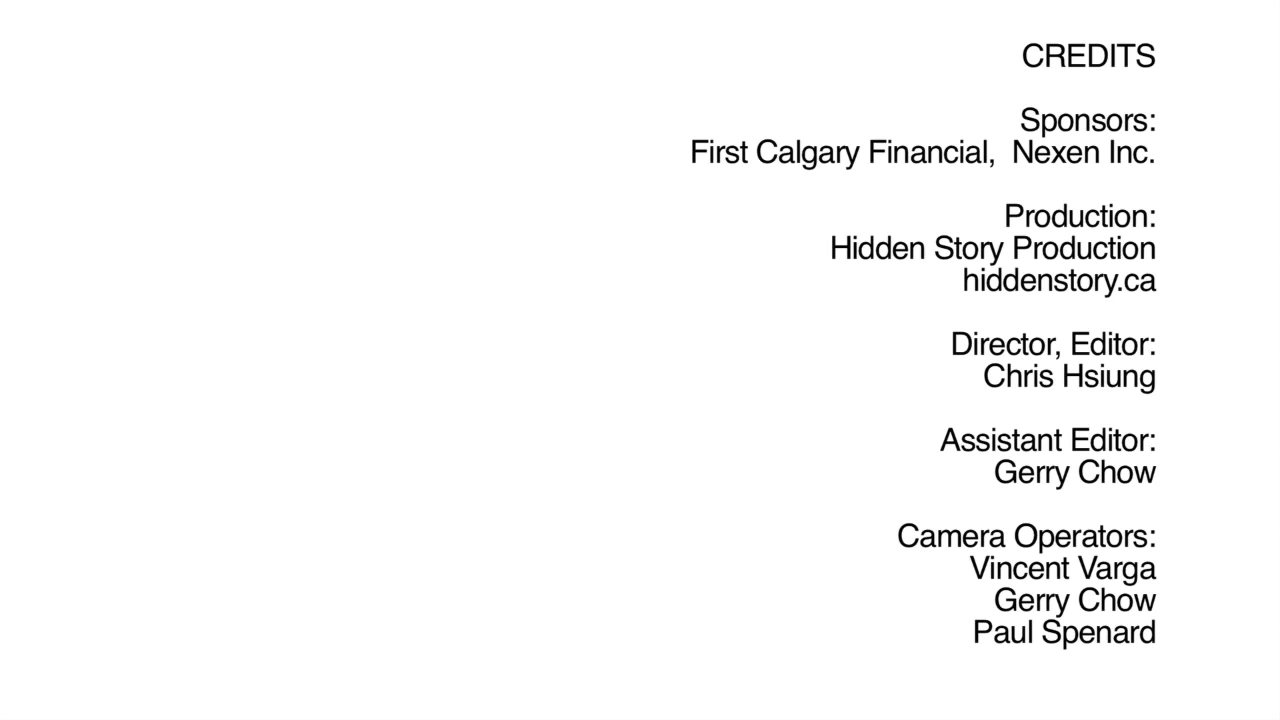 CREDITS
Sponsors:
First Calgary Financial,  Nexen Inc.
Production:
Hidden Story Production
hiddenstory.ca
Director, Editor:
Chris Hsiung
Assistant Editor:
Gerry Chow
Camera Operators:
Vincent Varga
Gerry Chow
Paul Spenard